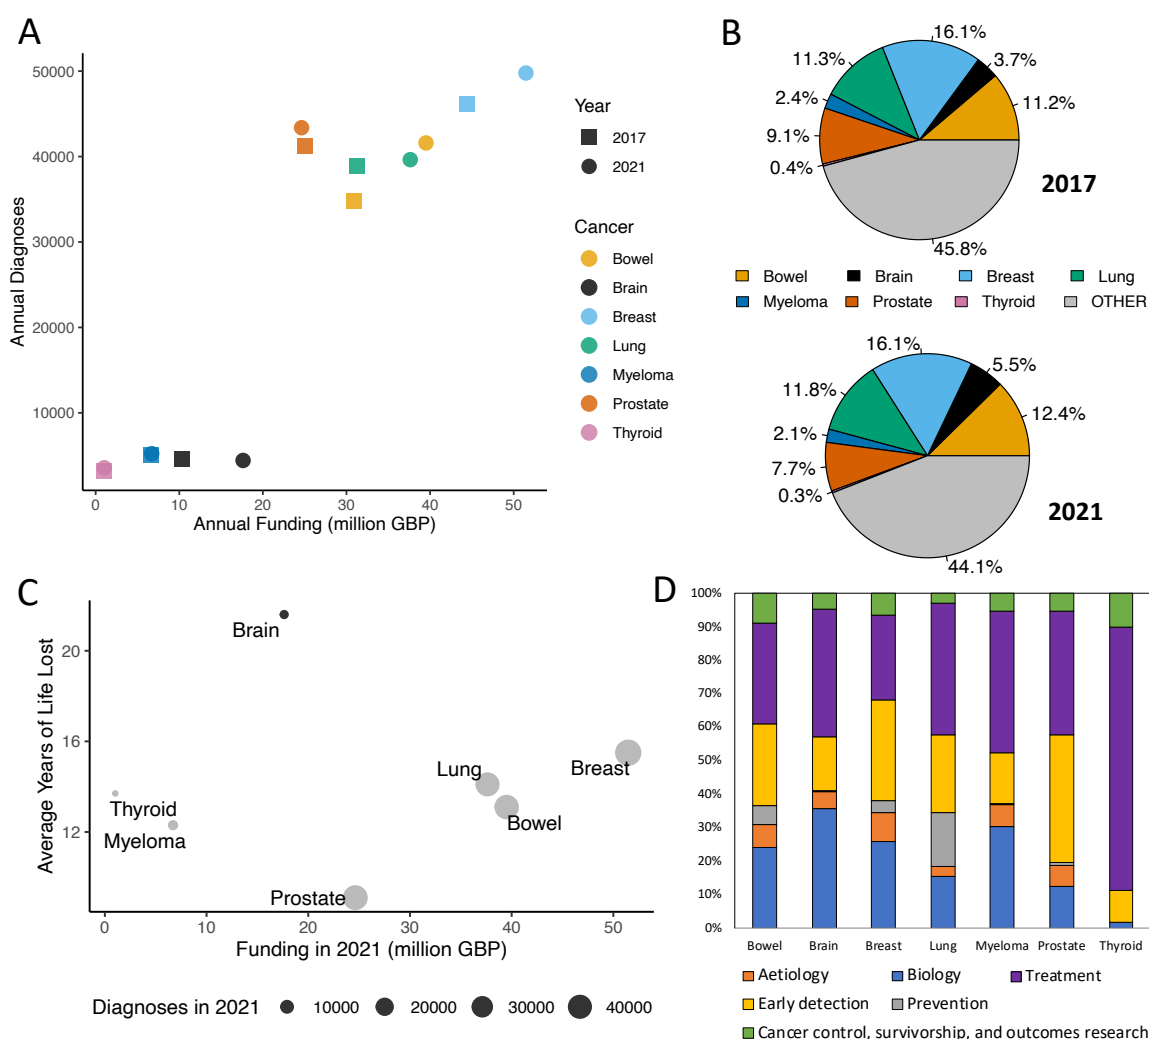 A
50000
40000
30000
20000
10000
Annual Diagnoses
0 10 20 30 40 50
Annual Funding (million GBP)
Year
2017
2021
Cancer
Bowel
Brain
Breast
Lung
Myeloma
Prostate
Thyroid
B
16.1%
3.7%
11.3%
11.2%
2.4%
9.1%
0.4%
45.8%
2017
Bowel Brain Breast Lung
Myeloma Prostate Thyroid OTHER
16.1%
5.5%
11.8%
12.4%
2.1%
7.7%
0.3%
44.1%
2021
C
20
16
12
Average Years of Life Lost
Brain
Lung
Breast
Thyroid
Bowel
Myeloma
Prostate
0 10 20 30 40 50
Funding in 2021 (million GBP)
Diagnoses in 2021 10000 20000 30000 40000
D
100%
90%
80%
70%
60%
50%
40%
30%
20%
10%
0%
Bowel Brain Breast Lung Myeloma Prostate Thyroid
Aetiology Biology Treatment
Early detection Prevention
Cancer control, survivorship, and outcomes research